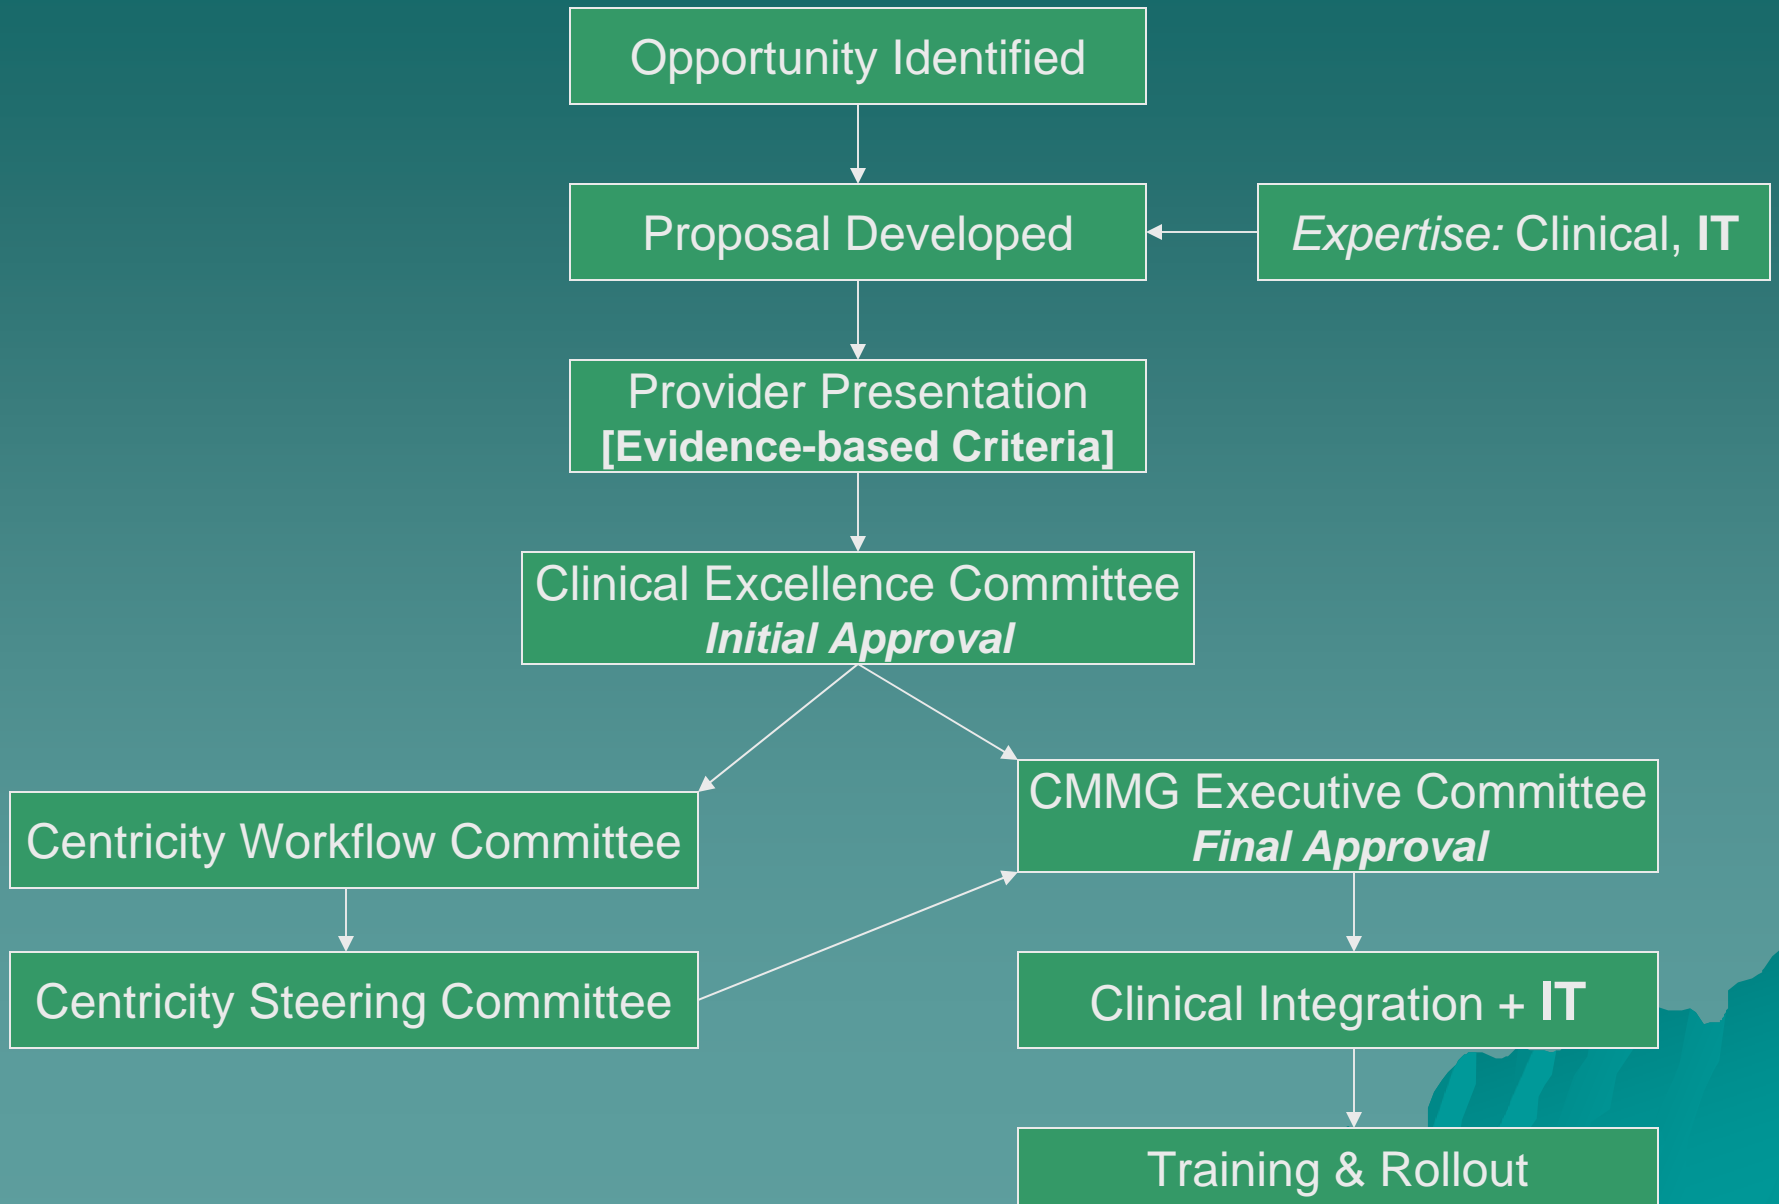 Opportunity Identified
Proposal Developed
Expertise: Clinical, IT
Provider Presentation
[Evidence-based Criteria]
Clinical Excellence Committee
Initial Approval
Centricity Workflow Committee
CMMG Executive Committee
Final Approval
Centricity Steering Committee
Clinical Integration + IT
Training & Rollout